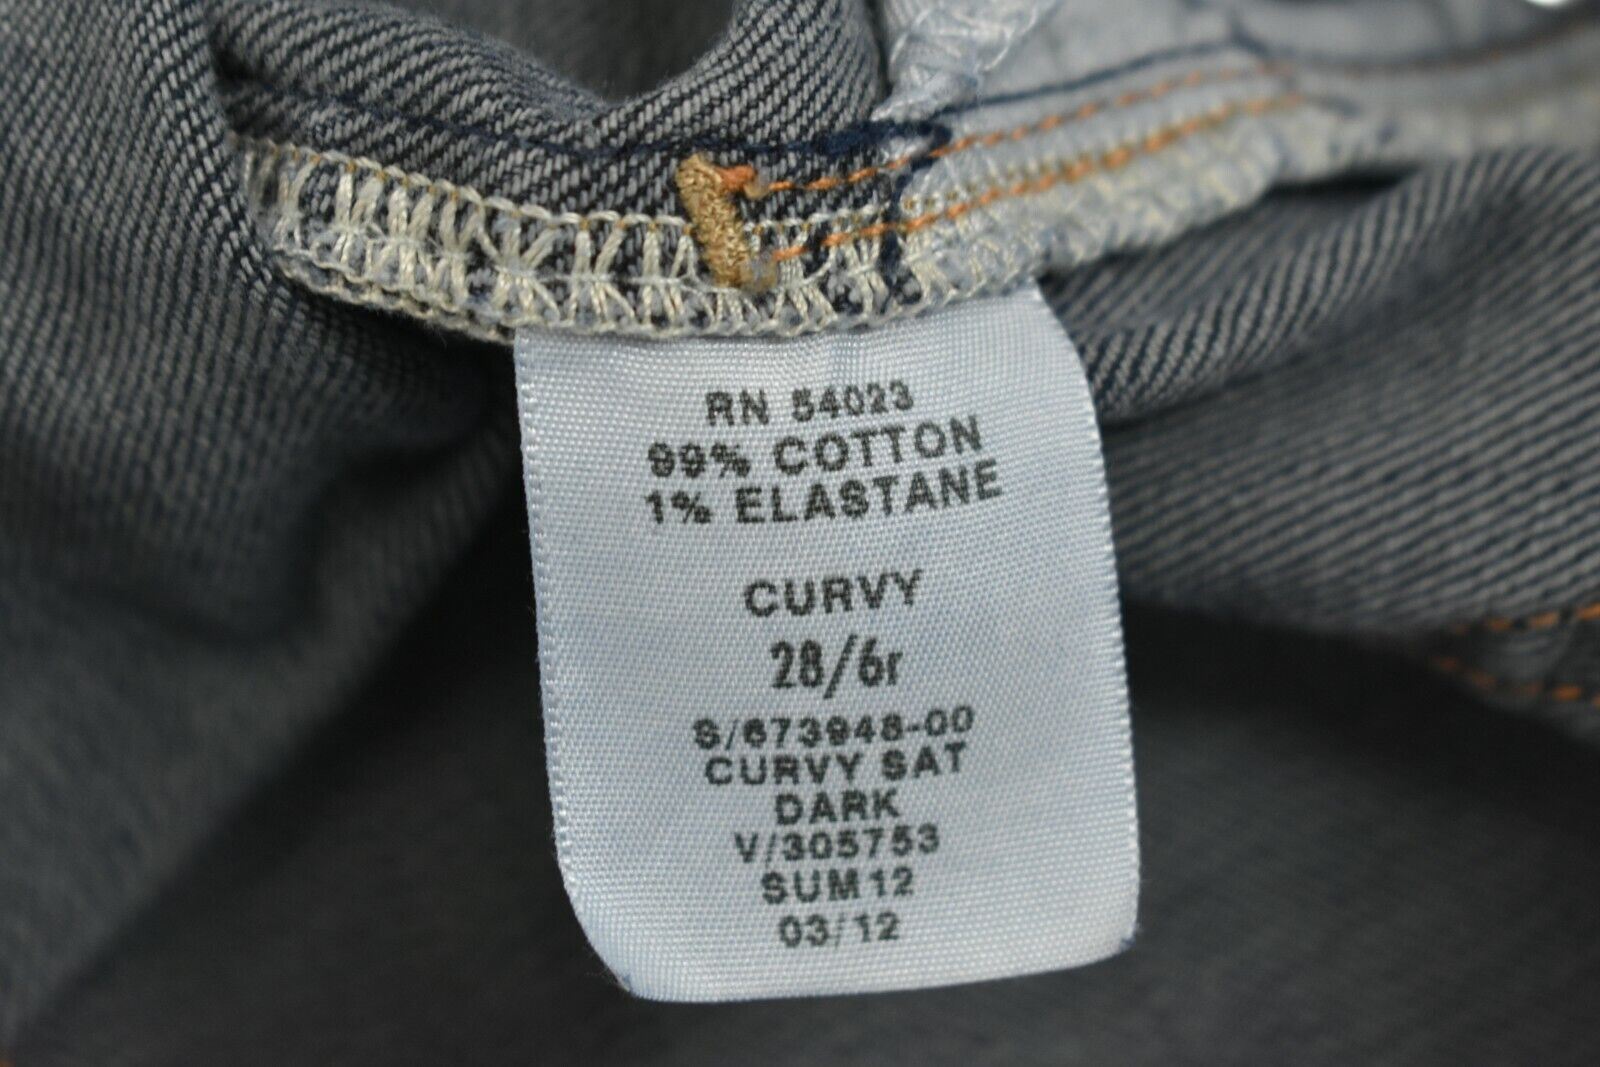 RN 54023
99% COTTON
1% ELASTANE
CURVY
28/6r
S/673948-00
CURVY SAT
DARK
V/305753
SUM12
03/12